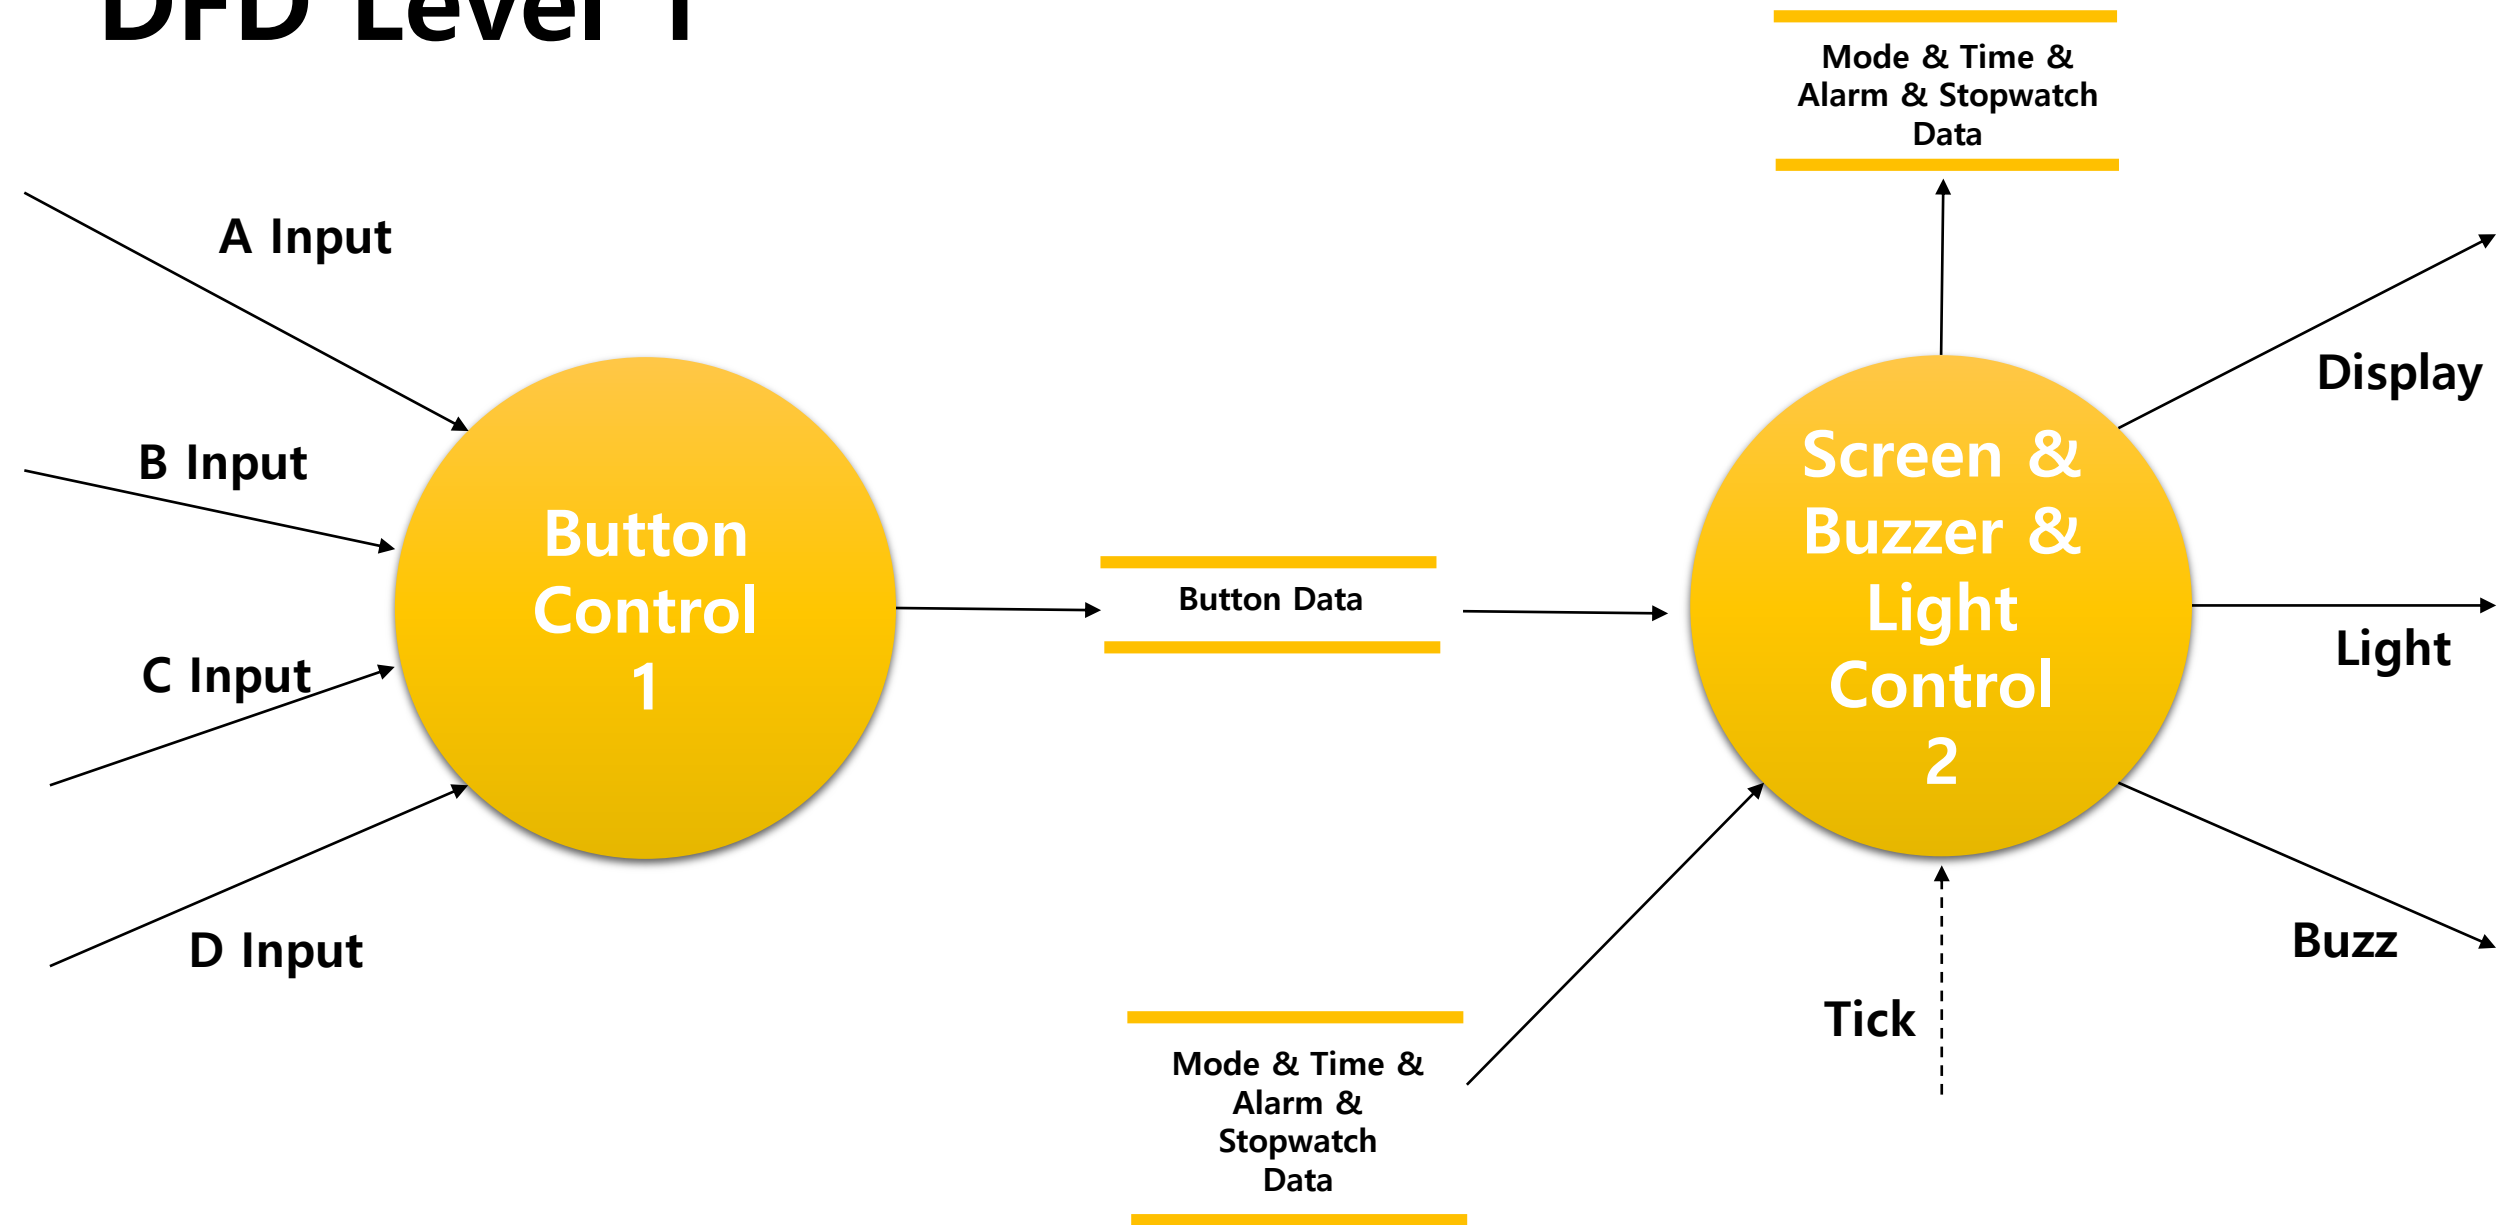 DFD Level 1
Mode & Time &
Alarm & Stopwatch
Data
A Input
B Input
C Input
D Input
Button
Control
1
Button Data
Screen &
Buzzer &
Light
Control
2
Display
Light
Buzz
Tick
Mode & Time &
Alarm &
Stopwatch
Data